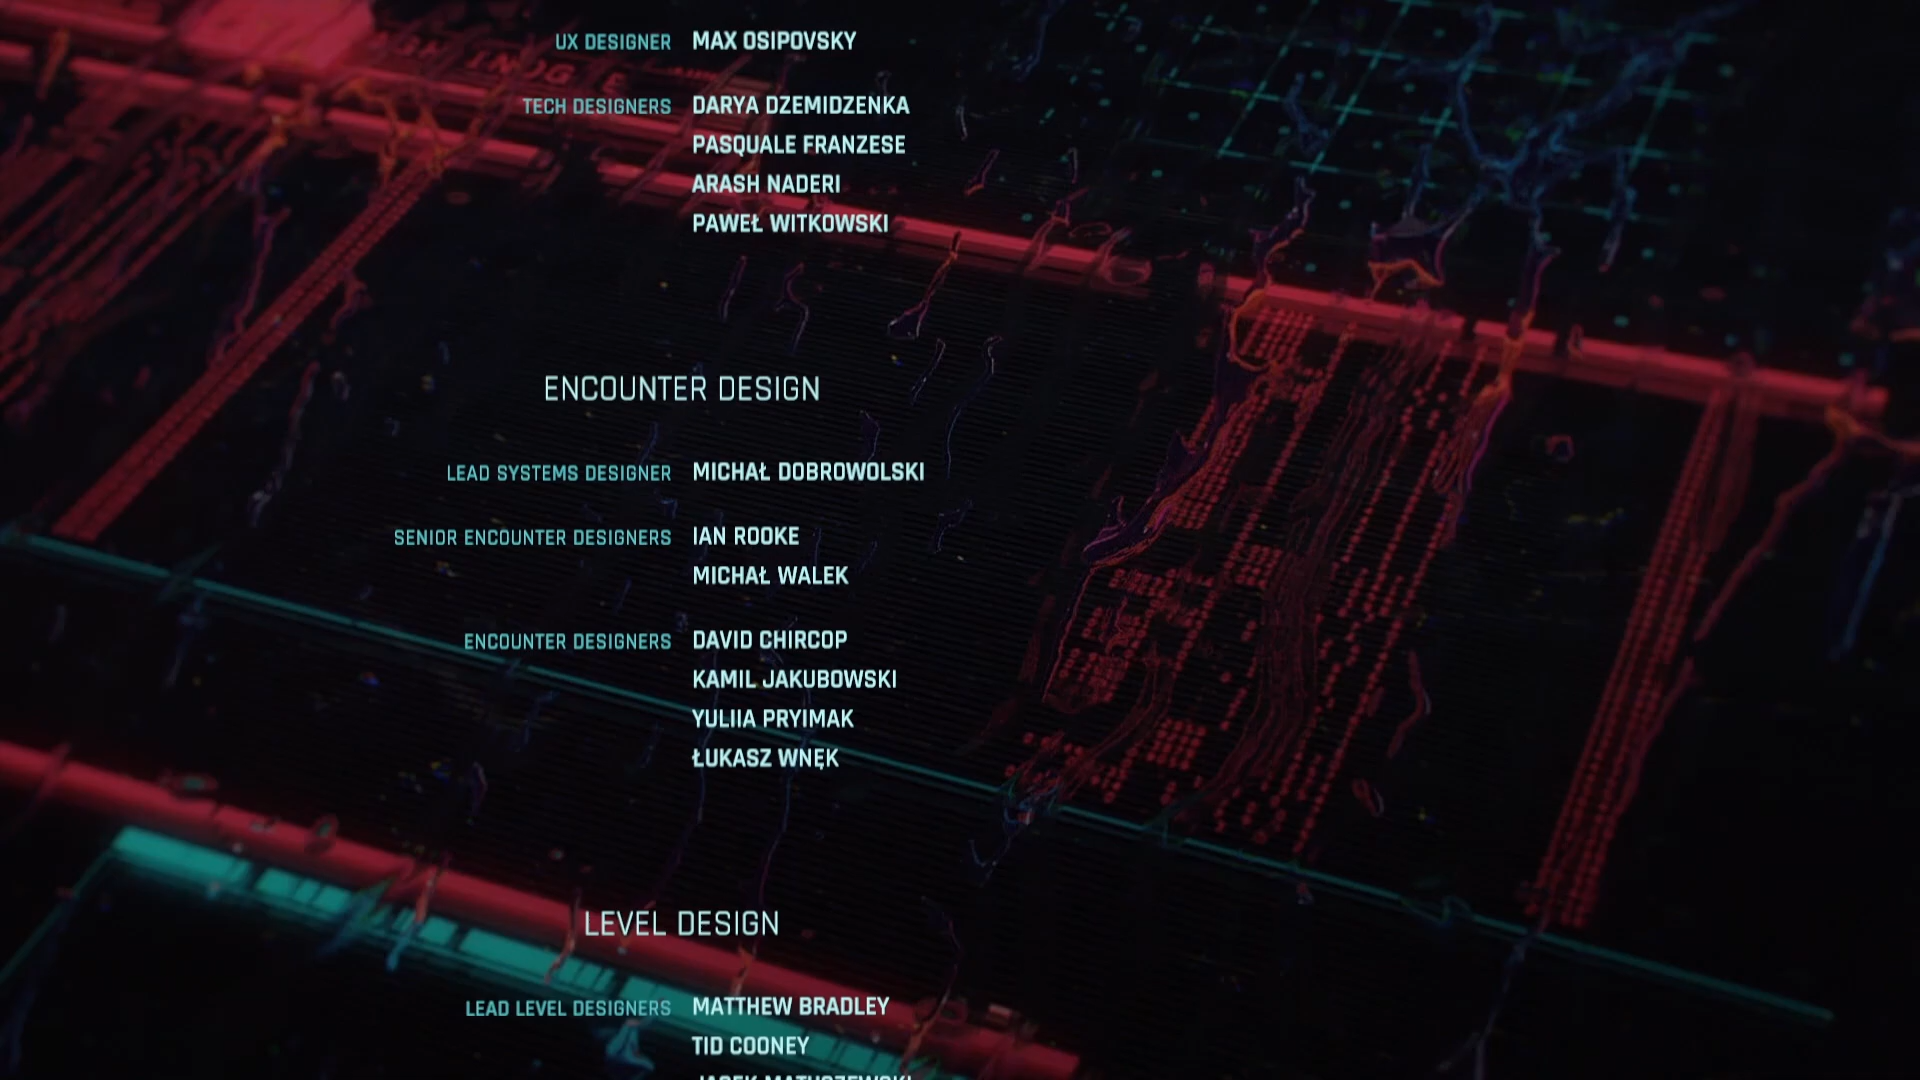 UX DESIGNER MAX OSIPOVSKY
TECH DESIGNERS DARYA DZEMIDZENKA
PASQUALE FRANZESE
ARASH NADERI
PAWEŁ WITKOWSKI
ENCOUNTER DESIGN
LEAD SYSTEMS DESIGNER MICHAŁ DOBROWOLSKI
SENIOR ENCOUNTER DESIGNERS IAN ROOKE
MICHAŁ WALEK
ENCOUNTER DESIGNERS DAVID CHIRCOP
KAMIL JAKUBOWSKI
YULIIA PRYIMAK
ŁUKASZ WNĘK
LEVEL DESIGN
LEAD LEVEL DESIGNERS MATTHEW BRADLEY
TID COONEY